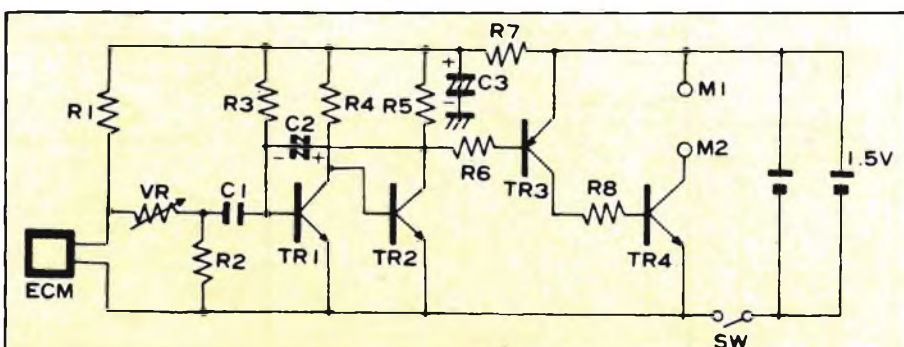 R7
+
C3
-
M1
R1
R3
R4
R5
C2
- +
M2
1.5V
R6
TR3
VR
C1
R8
R2
TR1
TR2
TR4
ECM
SW